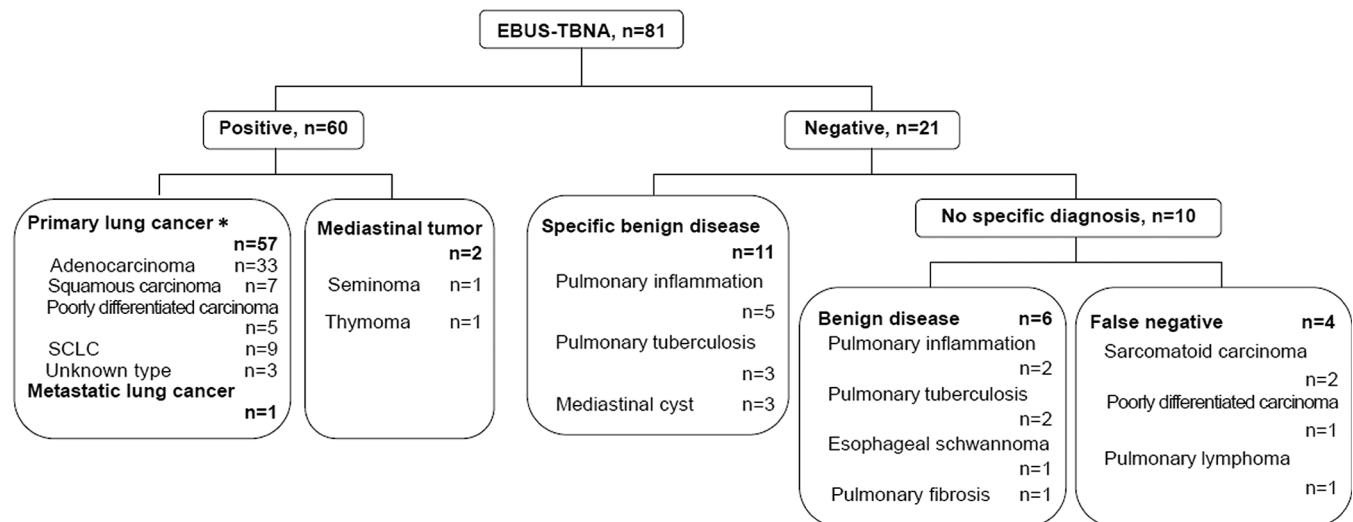 EBUS-TBNA, n=81
Positive, n=60
Negative, n=21
Primary lung cancer *
n=57
Adenocarcinoma n=33
Squamous carcinoma n=7
Poorly differentiated carcinoma
n=5
SCLC n=9
Unknown type n=3
Metastatic lung cancer
n=1
Mediastinal tumor
n=2
Seminoma n=1
Thymoma n=1
Specific benign disease
n=11
Pulmonary inflammation
n=5
Pulmonary tuberculosis
n=3
Mediastinal cyst n=3
No specific diagnosis, n=10
Benign disease n=6
Pulmonary inflammation
n=2
Pulmonary tuberculosis
n=2
Esophageal schwannoma
n=1
Pulmonary fibrosis n=1
False negative n=4
Sarcomatoid carcinoma
n=2
Poorly differentiated carcinoma
n=1
Pulmonary lymphoma
n=1